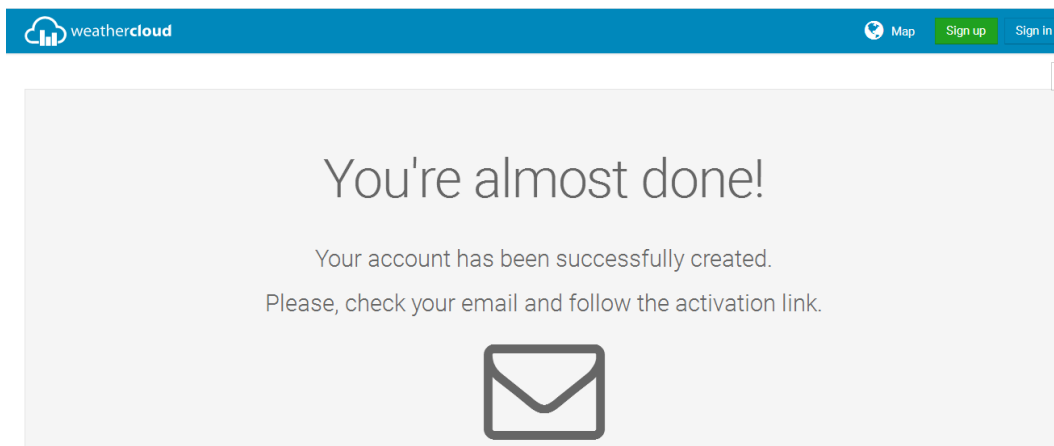 weathercloud
Map
Sign up
Sign in
You're almost done!
Your account has been successfully created.
Please, check your email and follow the activation link.